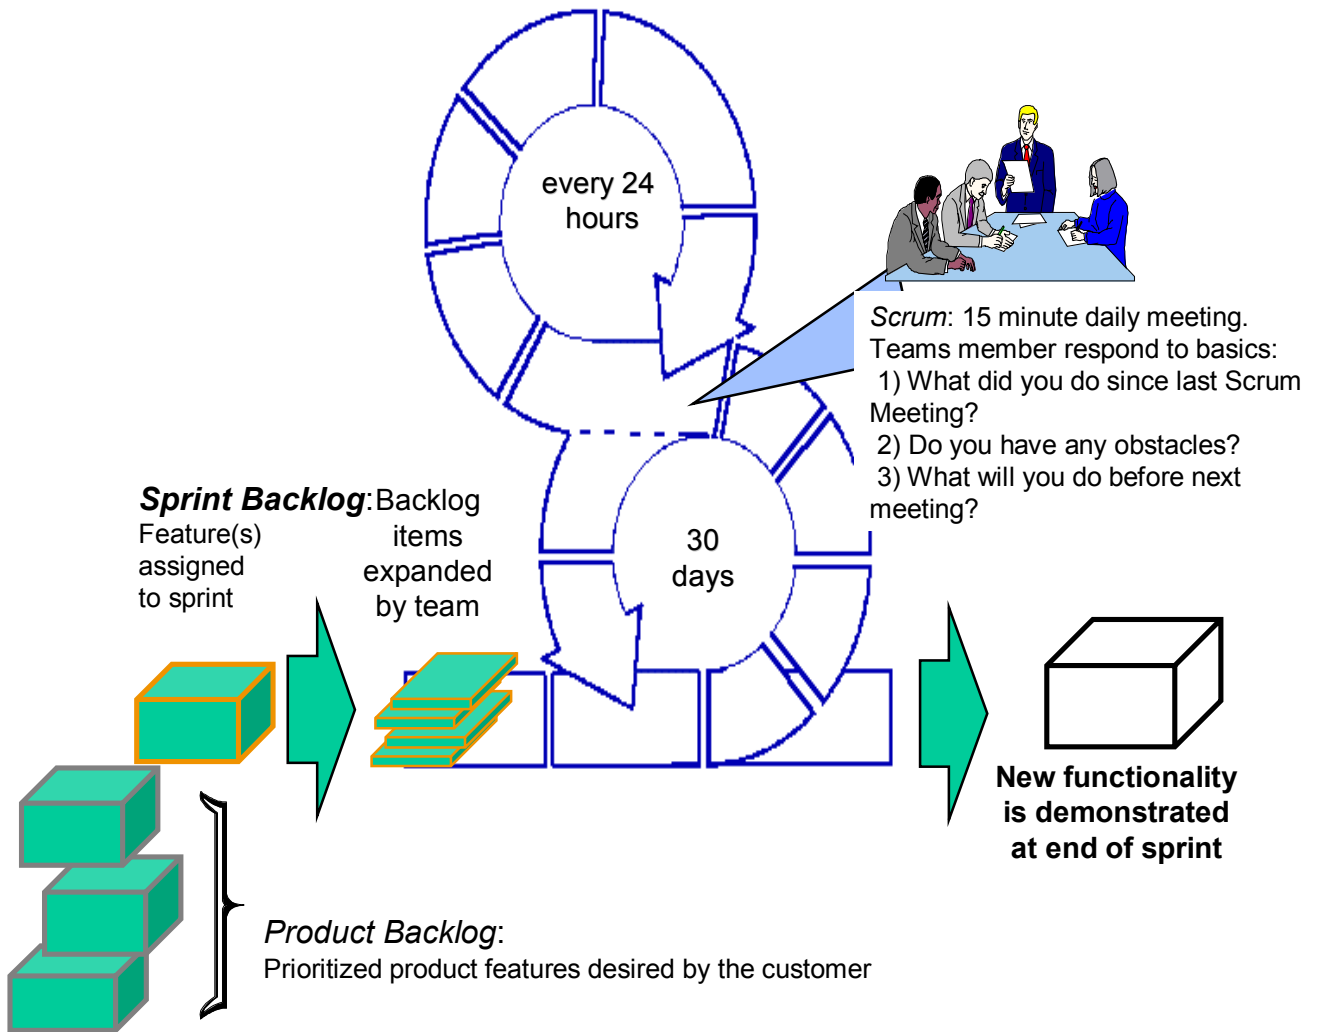 every 24
hours
Scrum: 15 minute daily meeting.
Teams member respond to basics:
1) What did you do since last Scrum
Meeting?
2) Do you have any obstacles?
3) What will you do before next
meeting?
Sprint Backlog:
Feature(s)
assigned
to sprint
Backlog
items
expanded
by team
30
days
New functionality
is demonstrated
at end of sprint
Product Backlog:
Prioritized product features desired by the customer